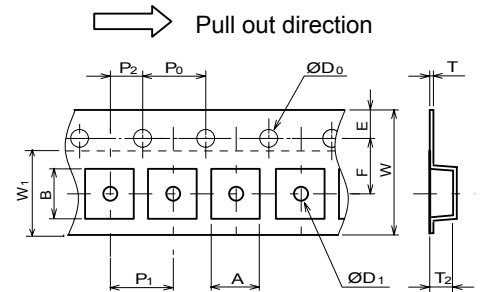 Pull out direction
P2 P0 ØD0 T
E
F
W
W1
B
P1 A ØD1 T2